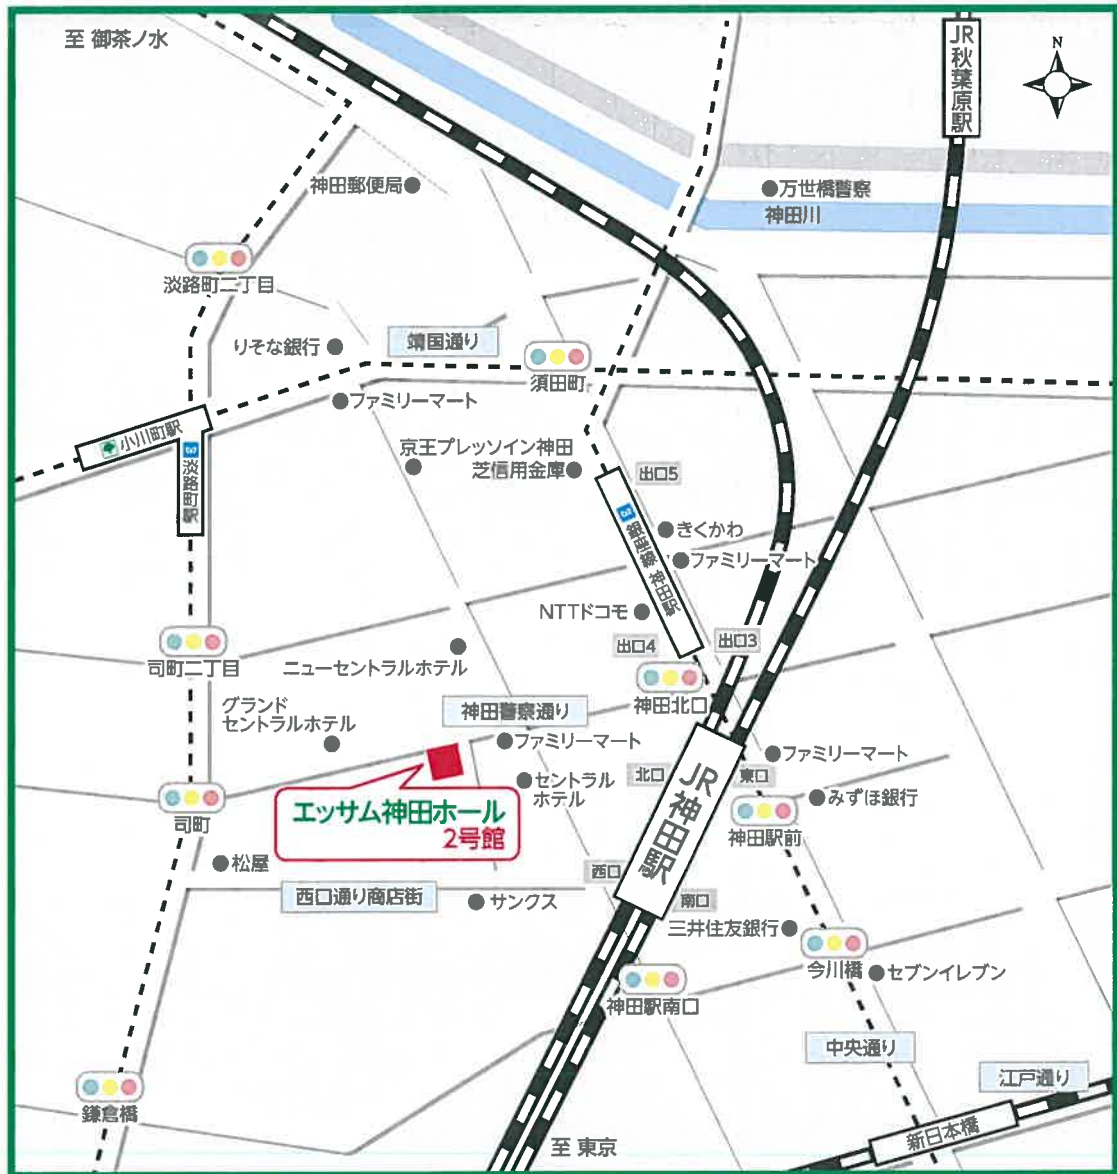 至 御茶ノ水
JR秋葉原駅
N
神田郵便局
万世橋警察
神田川
淡路町二丁目
りそな銀行
靖国通り
須田町
ファミリーマート
小川町駅
淡路町駅
京王プレッソイン神田
芝信用金庫
出口5
銀座線 神田駅
きくかわ
ファミリーマート
NTTドコモ
出口4
出口3
司町二丁目
ニューセントラルホテル
神田北口
グランド
セントラルホテル
神田警察通り
ファミリーマート
ファミリーマート
北口
JR神田駅
東口
セントラル
ホテル
みずほ銀行
エッサム神田ホール
2号館
司町
神田駅前
松屋
西口
西口通り商店街
サンクス
南口
三井住友銀行
今川橋
セブンイレブン
神田駅南口
中央通り
江戸通り
鎌倉橋
新日本橋
至 東京